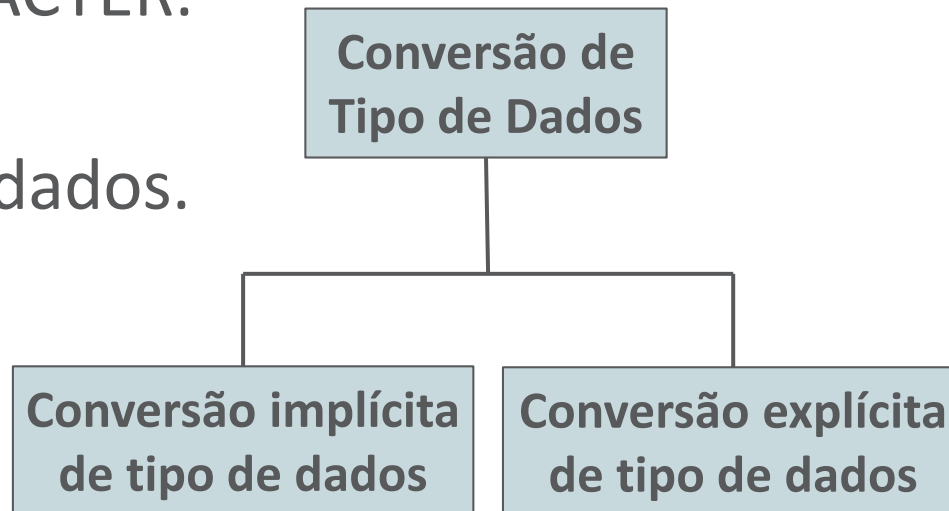 Conversão de
Tipo de Dados
dados.
Conversão implícita
de tipo de dados
Conversão explícita
de tipo de dados